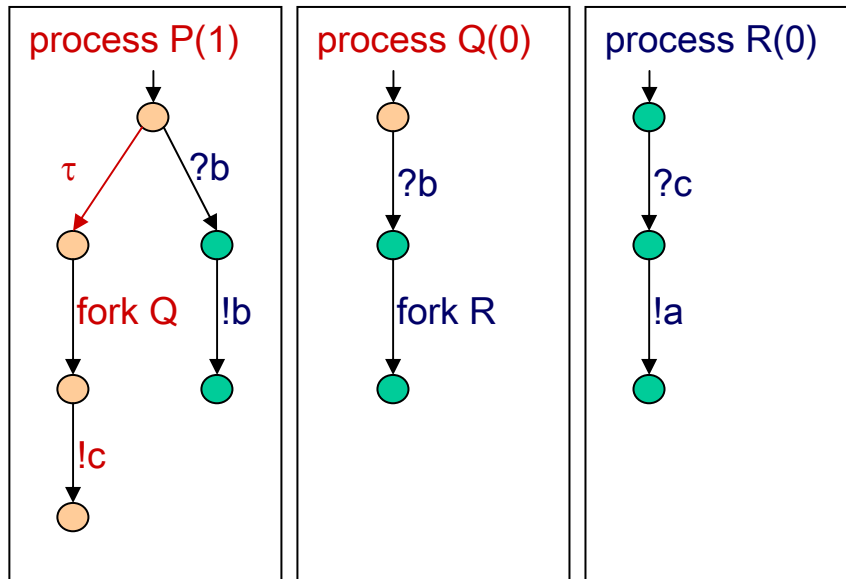 process P(1)
τ
?b
fork Q
!b
!c
process Q(0)
?b
fork R
process R(0)
?c
!a